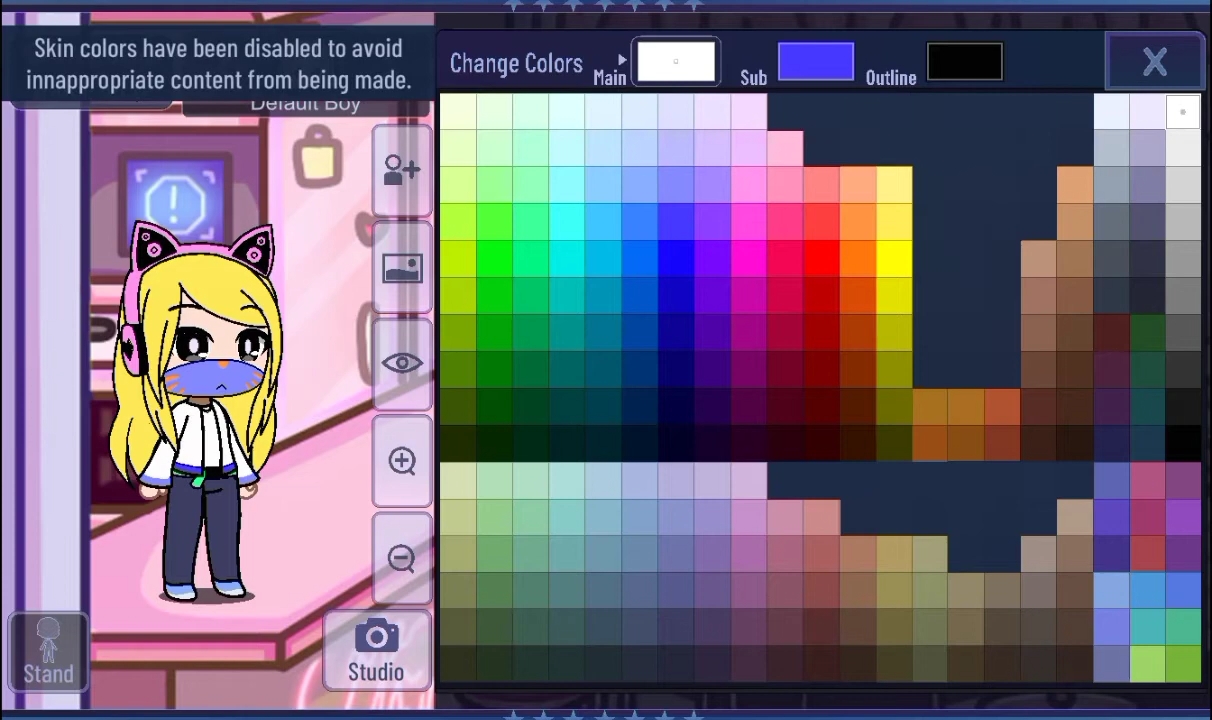 Skin colors have been disabled to avoid
innappropriate content from being made.
Default Boy
Change Colors
Main
Sub
Outline
X
Stand
Studio